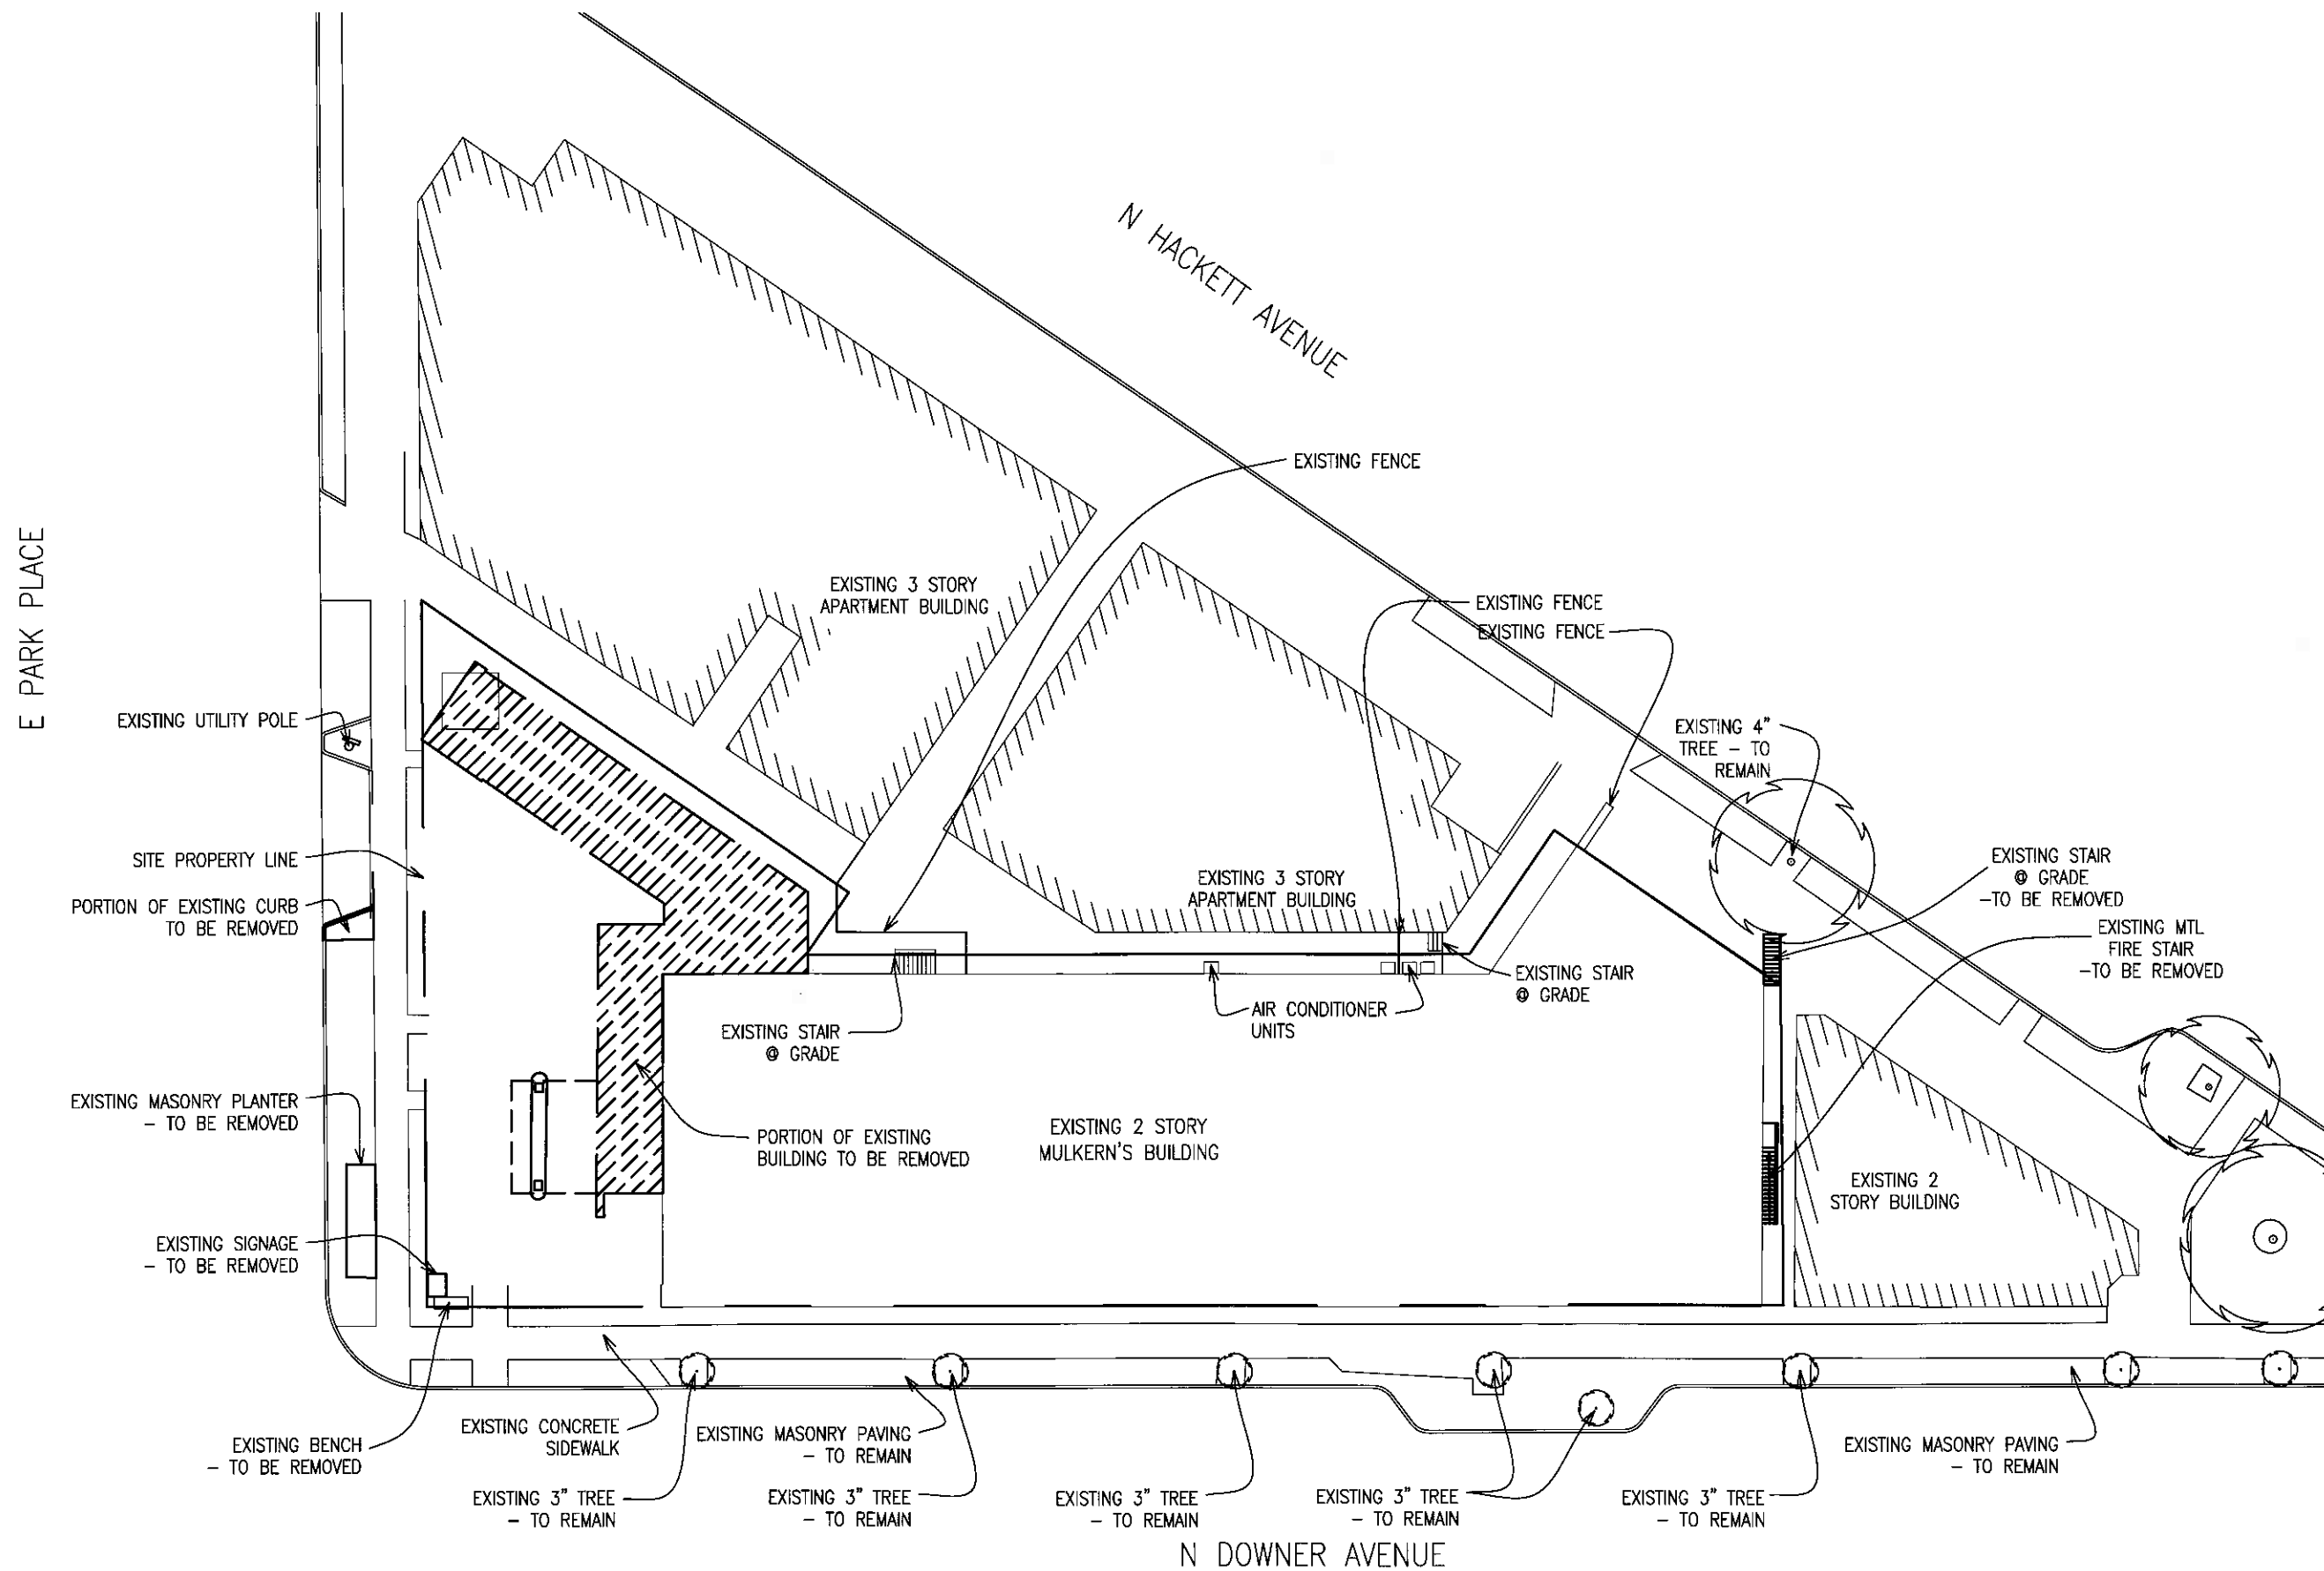 N HACKETT AVENUE
E PARK PLACE
EXISTING FENCE
EXISTING 3 STORY
APARTMENT BUILDING
EXISTING FENCE
EXISTING FENCE
EXISTING UTILITY POLE
EXISTING 4"
TREE – TO
REMAIN
SITE PROPERTY LINE
EXISTING STAIR
@ GRADE
–TO BE REMOVED
EXISTING 3 STORY
APARTMENT BUILDING
PORTION OF EXISTING CURB
TO BE REMOVED
EXISTING MTL
FIRE STAIR
–TO BE REMOVED
EXISTING STAIR
@ GRADE
AIR CONDITIONER
UNITS
EXISTING STAIR
@ GRADE
EXISTING MASONRY PLANTER
– TO BE REMOVED
PORTION OF EXISTING
BUILDING TO BE REMOVED
EXISTING 2 STORY
MULKERN'S BUILDING
EXISTING 2
STORY BUILDING
EXISTING SIGNAGE
– TO BE REMOVED
EXISTING BENCH
– TO BE REMOVED
EXISTING CONCRETE
SIDEWALK
EXISTING MASONRY PAVING
– TO REMAIN
EXISTING MASONRY PAVING
– TO REMAIN
EXISTING 3" TREE
– TO REMAIN
EXISTING 3" TREE
– TO REMAIN
EXISTING 3" TREE
– TO REMAIN
EXISTING 3" TREE
– TO REMAIN
EXISTING 3" TREE
– TO REMAIN
N DOWNER AVENUE